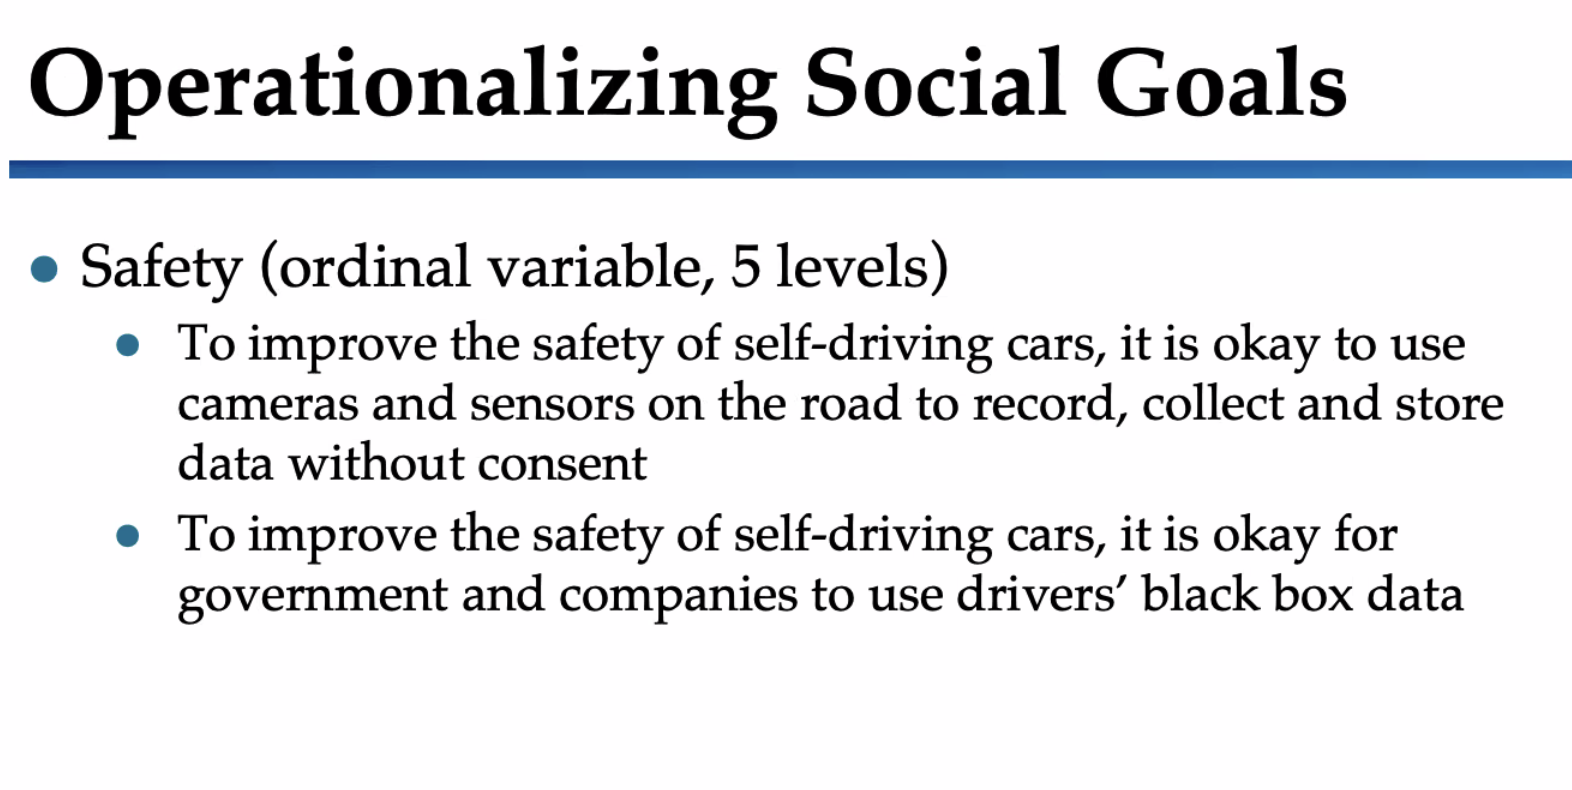 Operationalizing Social Goals
• Safety (ordinal variable, 5 levels)
• To improve the safety of self-driving cars, it is okay to use
cameras and sensors on the road to record, collect and store
data without consent
• To improve the safety of self-driving cars, it is okay for
government and companies to use drivers’ black box data